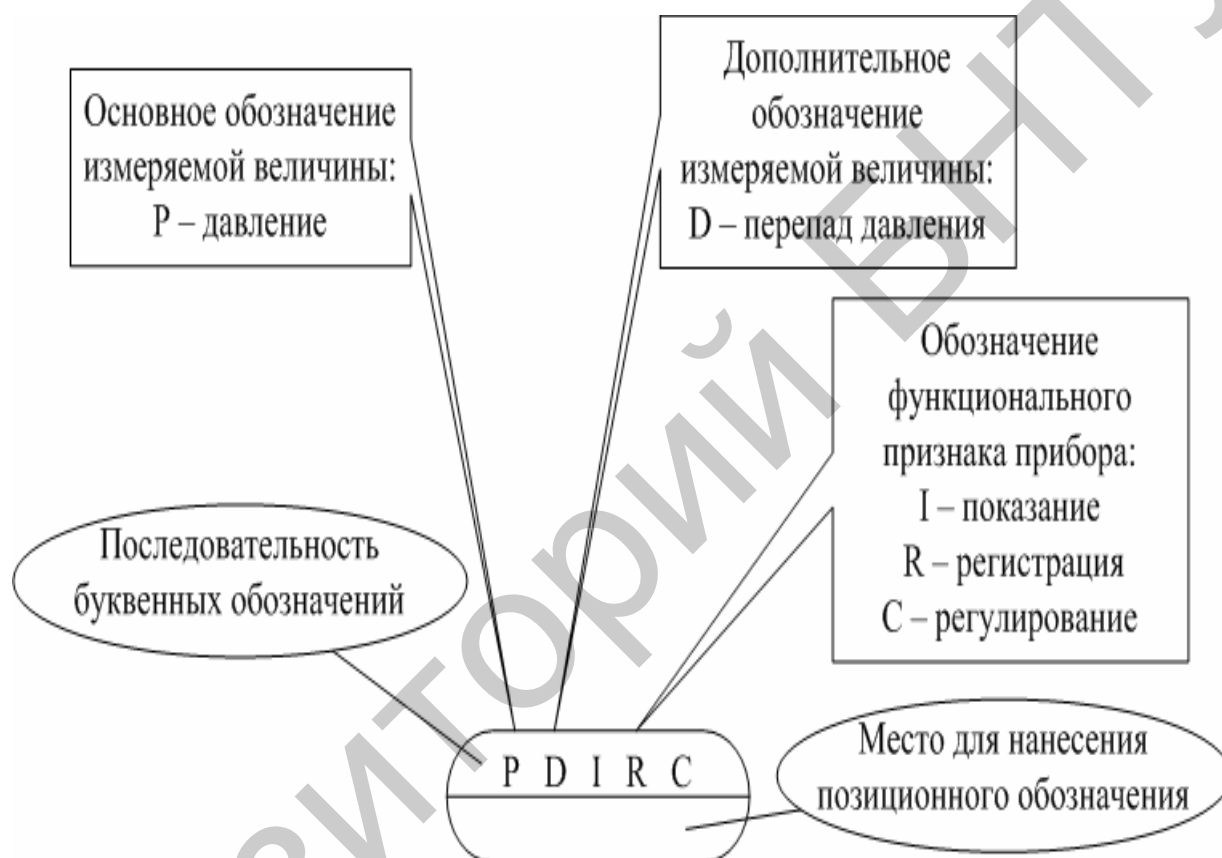 Основное обозначение
измеряемой величины:
P – давление
Дополнительное
обозначение
измеряемой величины:
D – перепад давления
Обозначение
функционального
признака прибора:
I – показание
R – регистрация
C – регулирование
Последовательность
буквенных обозначений
P D I R C
Место для нанесения
позиционного обозначения